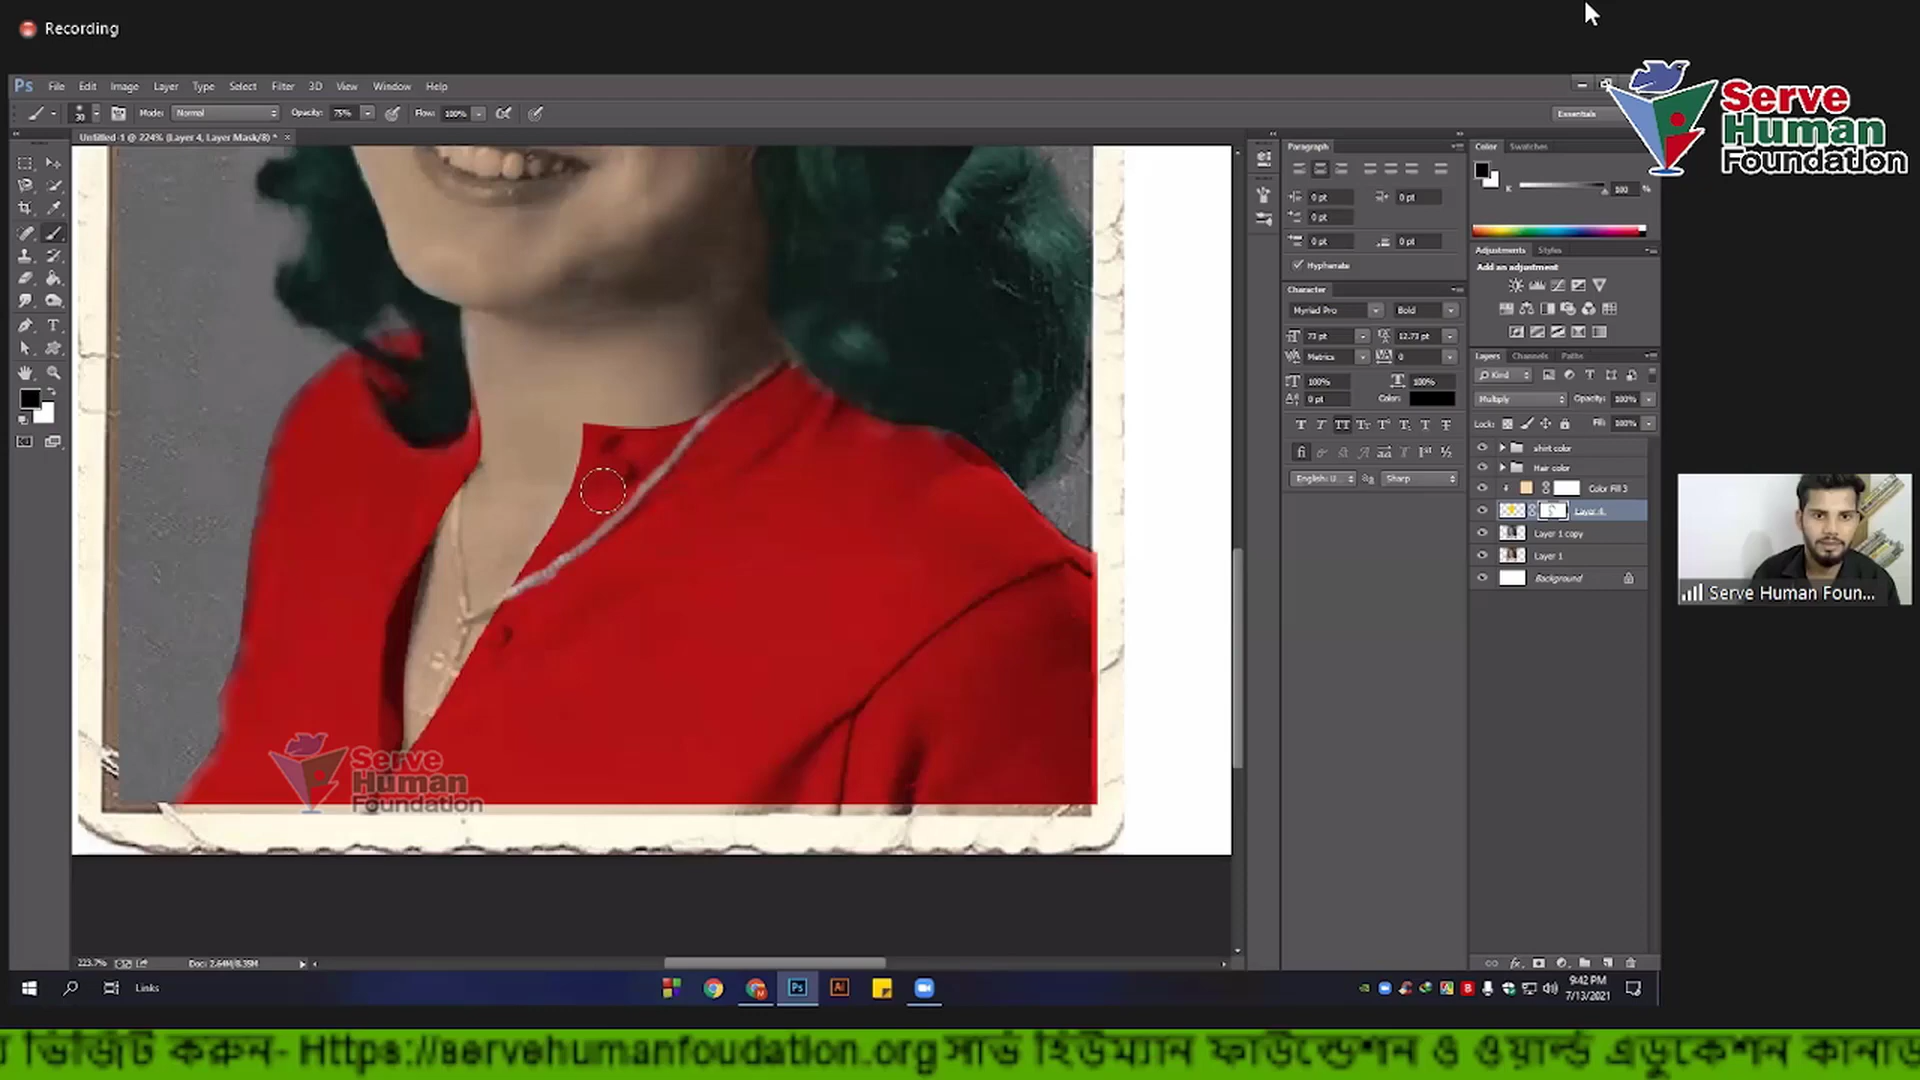 Recording
Serve
Human
Foundation
Ps File Edit Image Layer Type Select Filter 3D View Window Help
30 Mode: Normal Opacity: 75% Flow: 100% Essentials
Untitled-1 @ 224% (Layer 4, Layer Mask/8) *
Paragraph
Color Swatches
K 100 %
0 pt 0 pt
0 pt
0 pt 0 pt
Hyphenate
Adjustments Styles
Add an adjustment
Character
Myriad Pro Bold
73 pt 12.73 pt
Metrics 0
100% 100%
0 pt Color:
English: U... Sharp
Layers Channels Paths
Kind
Multiply Opacity: 100%
Lock: Fill: 100%
shirt color
Hair color
Color Fill 3
Layer 4
Layer 1 copy
Layer 1
Background
Serve Human Foun...
Serve
Human
Foundation
223.7% Doc: 2.64M/8.35M
Links
Ps Ai
9:42 PM
7/13/2021
ভিজিট করুন- Https://servehumanfoudation.org সার্ভ হিউম্যান ফাউন্ডেশন ও ওয়ার্ল্ড এডুকেশন